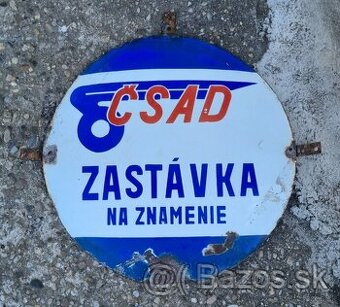 ČSAD
ZASTÁVKA
NA ZNAMENIE
@ Bazos.sk